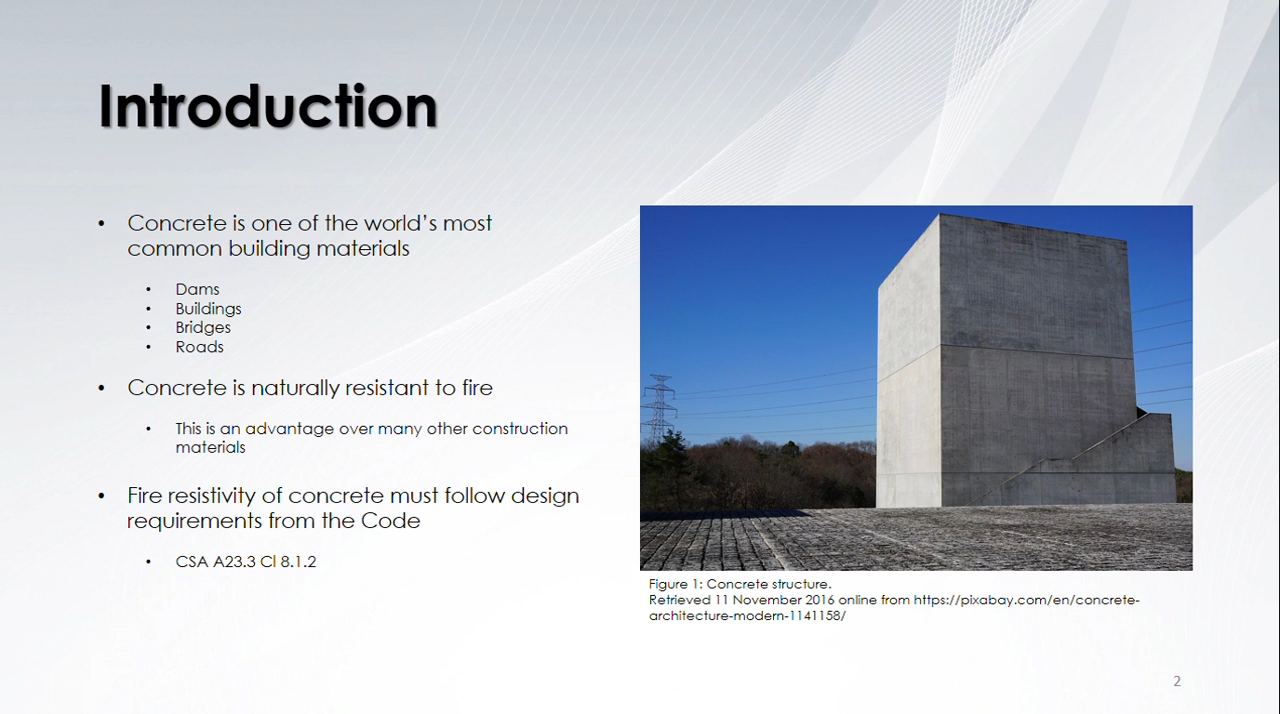 Introduction
• Concrete is one of the world's most
common building materials
• Dams
• Buildings
• Bridges
• Roads
• Concrete is naturally resistant to fire
• This is an advantage over many other construction
materials
• Fire resistivity of concrete must follow design
requirements from the Code
• CSA A23.3 Cl 8.1.2
Figure 1: Concrete structure.
Retrieved 11 November 2016 online from https://pixabay.com/en/concrete-
architecture-modern-1141158/
2